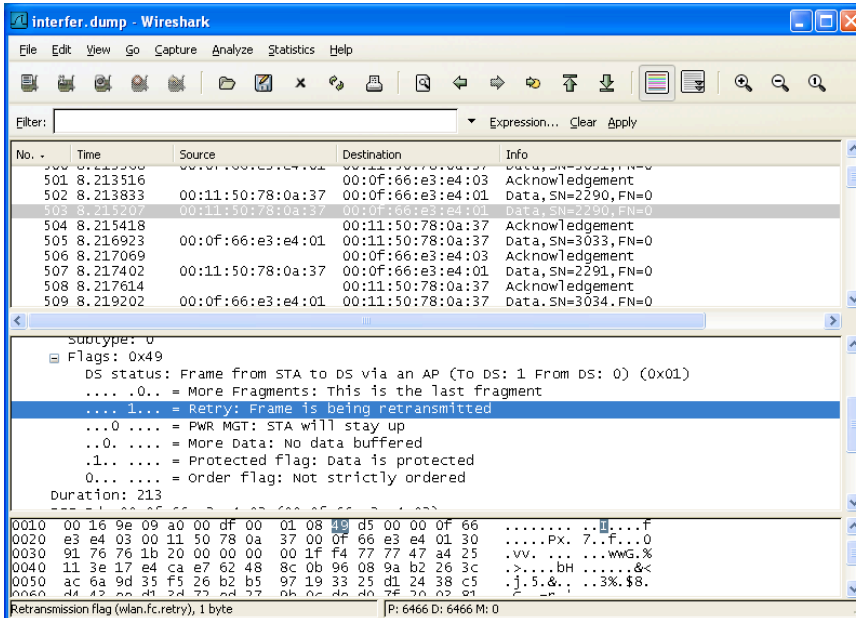 interfer.dump - Wireshark
File Edit View Go Capture Analyze Statistics Help
Filter: Expression... Clear Apply
No. . Time Source Destination Info
501 8.213516 00:0f:66:e3:e4:03 Acknowledgement
502 8.213833 00:11:50:78:0a:37 00:0f:66:e3:e4:01 Data,SN=2290,FN=0
503 8.215207 00:11:50:78:0a:37 00:0f:66:e3:e4:01 Data,SN=2290,FN=0
504 8.215418 00:11:50:78:0a:37 Acknowledgement
505 8.216923 00:0f:66:e3:e4:01 00:11:50:78:0a:37 Data,SN=3033,FN=0
506 8.217069 00:0f:66:e3:e4:03 Acknowledgement
507 8.217402 00:11:50:78:0a:37 00:0f:66:e3:e4:01 Data,SN=2291,FN=0
508 8.217614 00:11:50:78:0a:37 Acknowledgement
509 8.219202 00:0f:66:e3:e4:01 00:11:50:78:0a:37 Data.SN=3034.FN=0
Subtype: 0
Flags: 0x49
DS status: Frame from STA to DS via an AP (To DS: 1 From DS: 0) (0x01)
.... .0.. = More Fragments: This is the last fragment
.... 1... = Retry: Frame is being retransmitted
...0 .... = PWR MGT: STA will stay up
..0. .... = More Data: No data buffered
.1.. .... = Protected flag: Data is protected
0... .... = Order flag: Not strictly ordered
Duration: 213
0010 00 16 9e 09 a0 00 df 00 01 08 49 d5 00 00 0f 66 ........ ..I....f
0020 e3 e4 03 00 11 50 78 0a 37 00 0f 66 e3 e4 01 30 .....Px. 7..f...0
0030 91 76 76 1b 20 00 00 00 00 1f f4 77 77 47 a4 25 .vv. ... ...wwG.%
0040 11 3e 17 e4 ca e7 62 48 8c 0b 96 08 9a b2 26 3c .>....bH ......&<
0050 ac 6a 9d 35 f5 26 b2 b5 97 19 33 25 d1 24 38 c5 .j.5.&.. ..3%.$8.
Retransmission flag (wlan.fc.retry), 1 byte P: 6466 D: 6466 M: 0